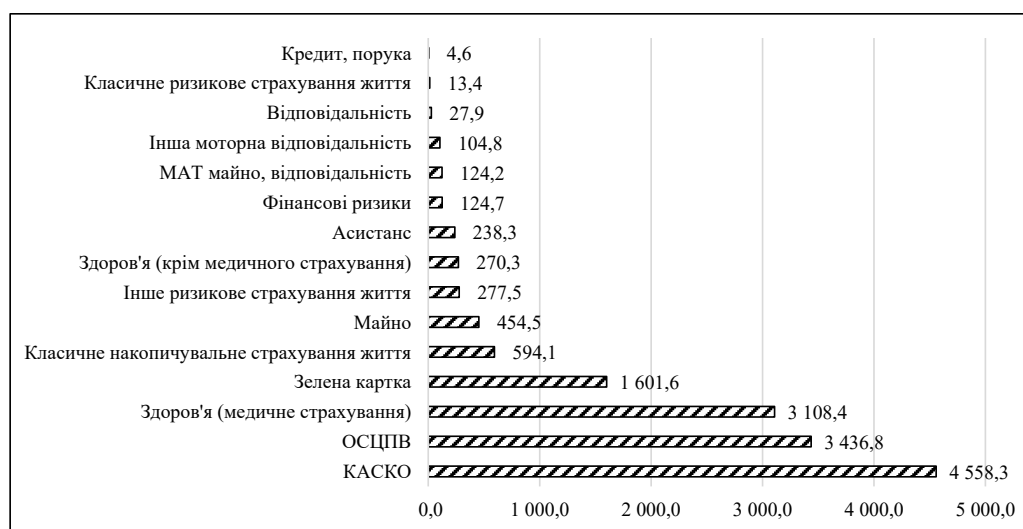 Кредит, порука 4,6
Класичне ризикове страхування життя 13,4
Відповідальність 27,9
Інша моторна відповідальність 104,8
МАТ майно, відповідальність 124,2
Фінансові ризики 124,7
Асистанс 238,3
Здоров'я (крім медичного страхування) 270,3
Інше ризикове страхування життя 277,5
Майно 454,5
Класичне накопичувальне страхування життя 594,1
Зелена картка 1 601,6
Здоров'я (медичне страхування) 3 108,4
ОСЦПВ 3 436,8
КАСКО 4 558,3
0,0 1 000,0 2 000,0 3 000,0 4 000,0 5 000,0